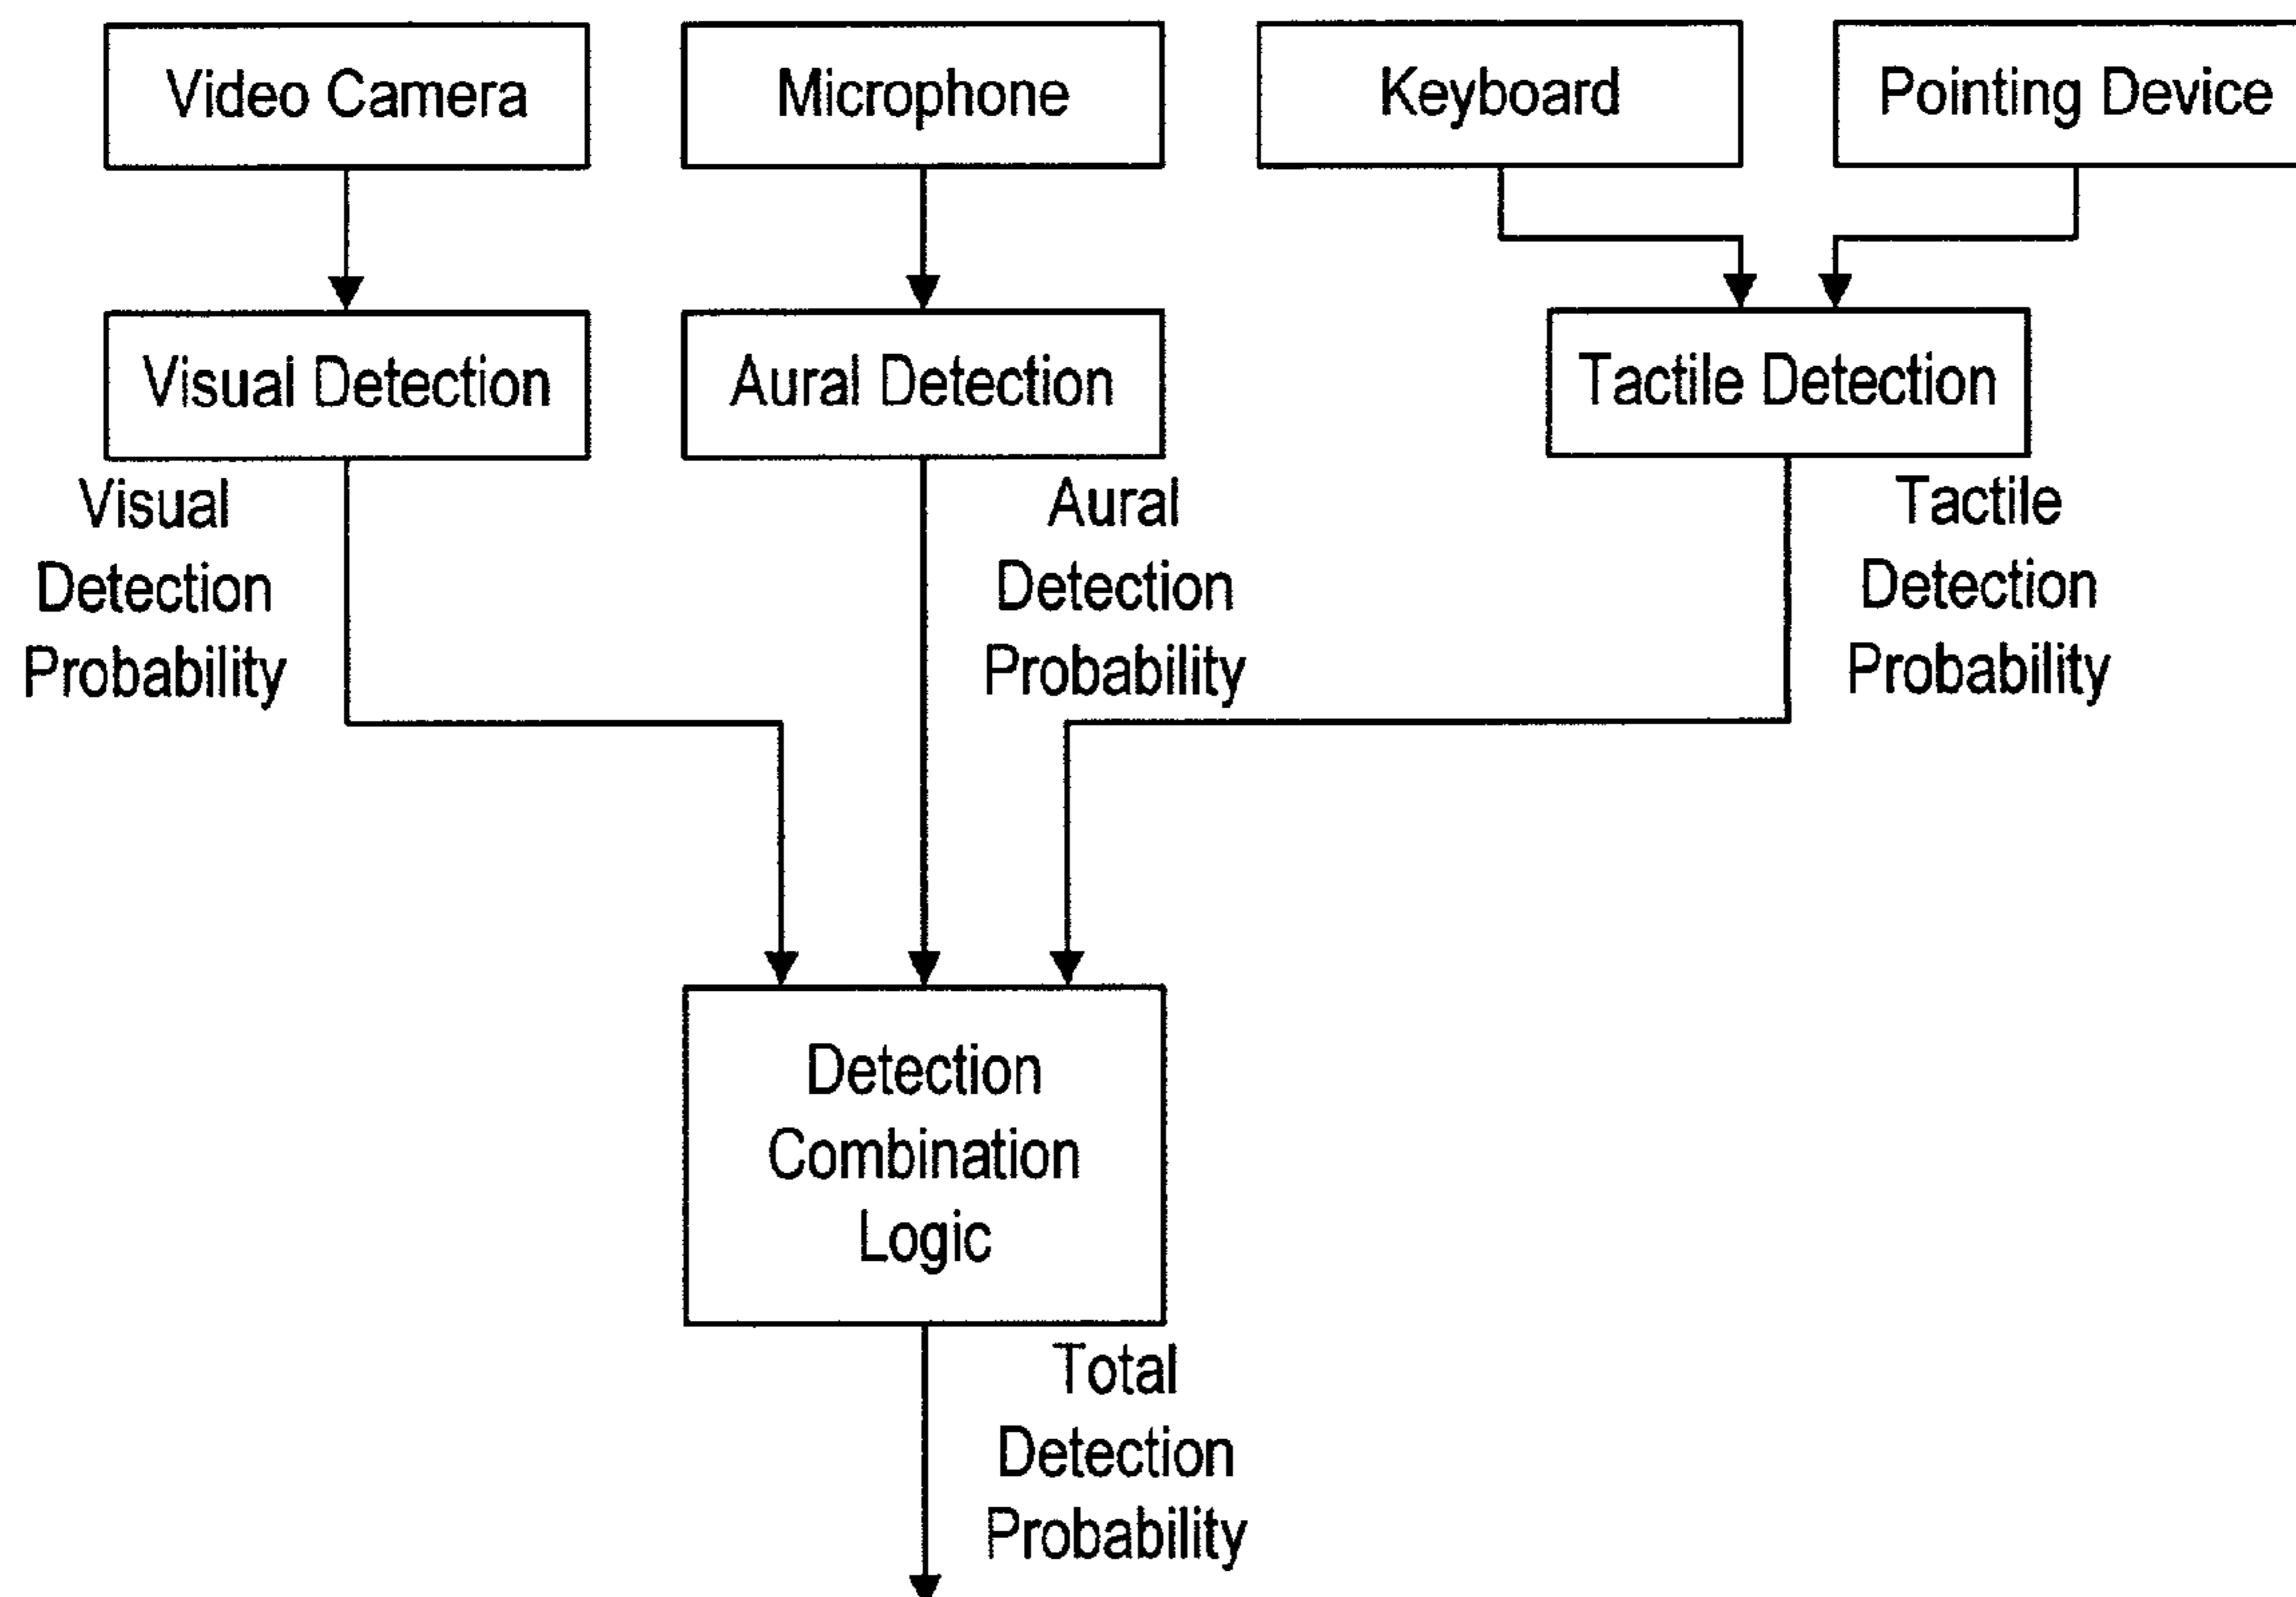 Video Camera
Microphone
Keyboard
Pointing Device
Visual Detection
Aural Detection
Tactile Detection
Visual
Detection
Probability
Aural
Detection
Probability
Tactile
Detection
Probability
Detection
Combination
Logic
Total
Detection
Probability